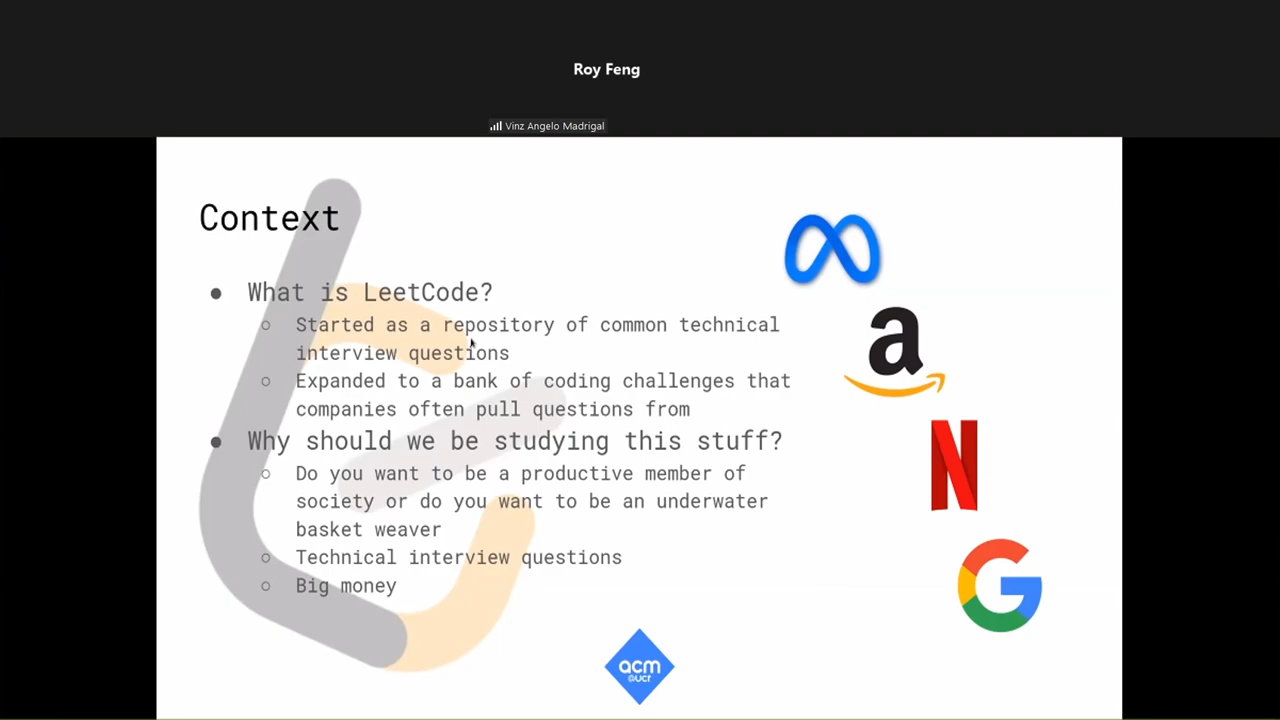 Roy Feng
Vinz Angelo Madrigal
Context
● What is LeetCode?
○ Started as a repository of common technical
interview questions
○ Expanded to a bank of coding challenges that
companies often pull questions from
● Why should we be studying this stuff?
○ Do you want to be a productive member of
society or do you want to be an underwater
basket weaver
○ Technical interview questions
○ Big money
acm
@UCR